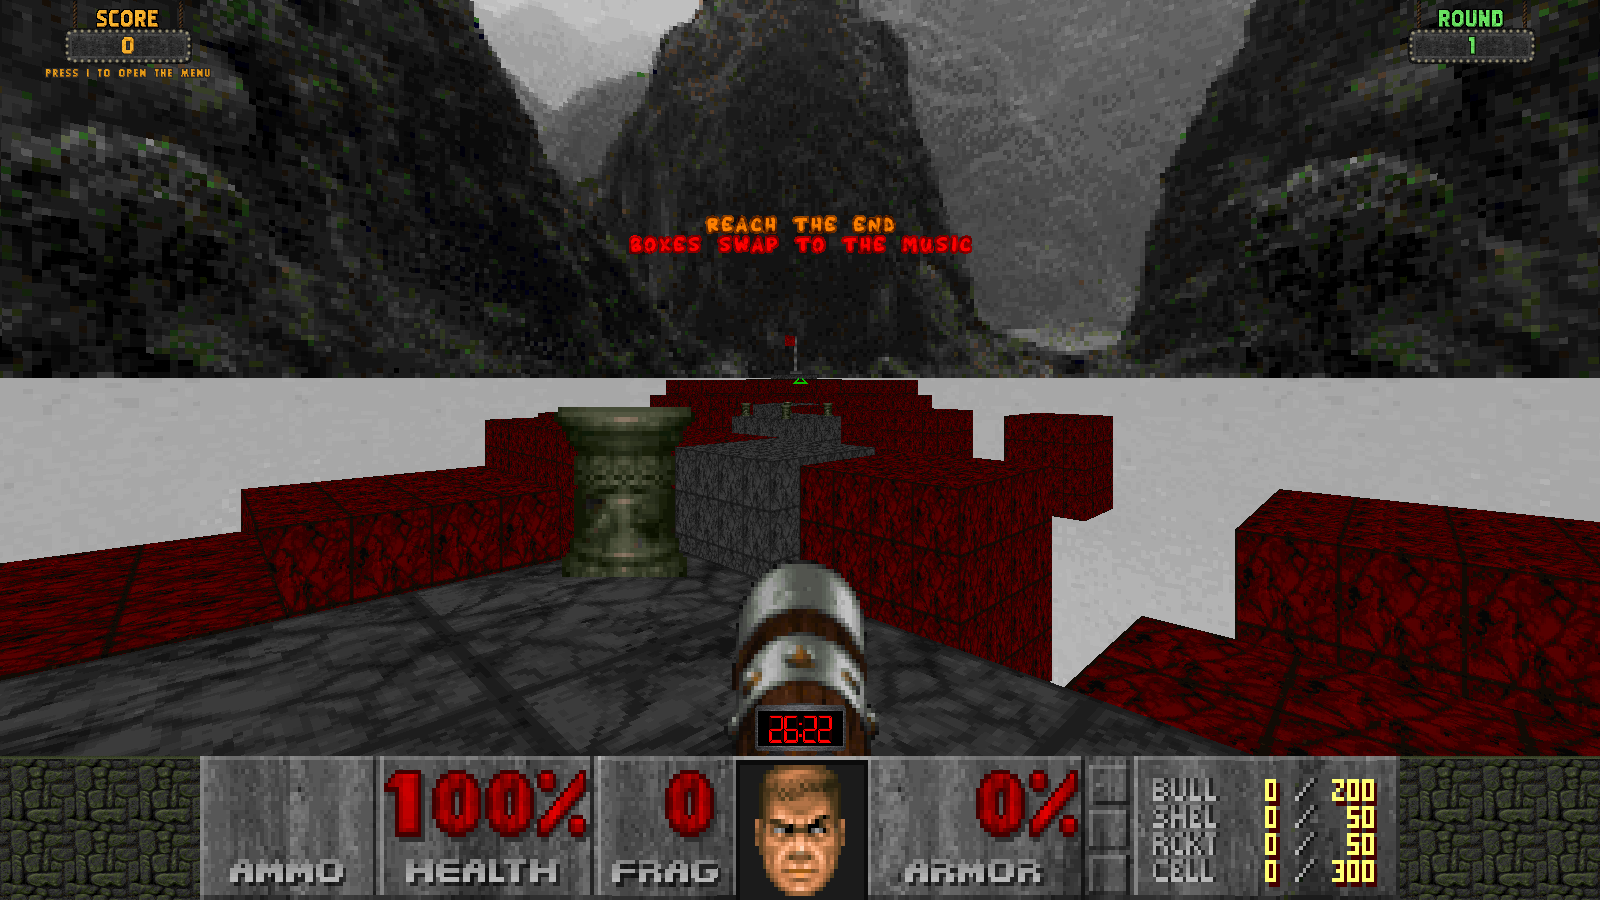 SCORE
0
PRESS I TO OPEN THE MENU
ROUND
1
REACH THE END
BOXES SWAP TO THE MUSIC
26:22
AMMO
100% HEALTH
0 FRAG
0% ARMOR
BULL 0 / 200
SHEL 0 / 50
RCKT 0 / 50
CELL 0 / 300